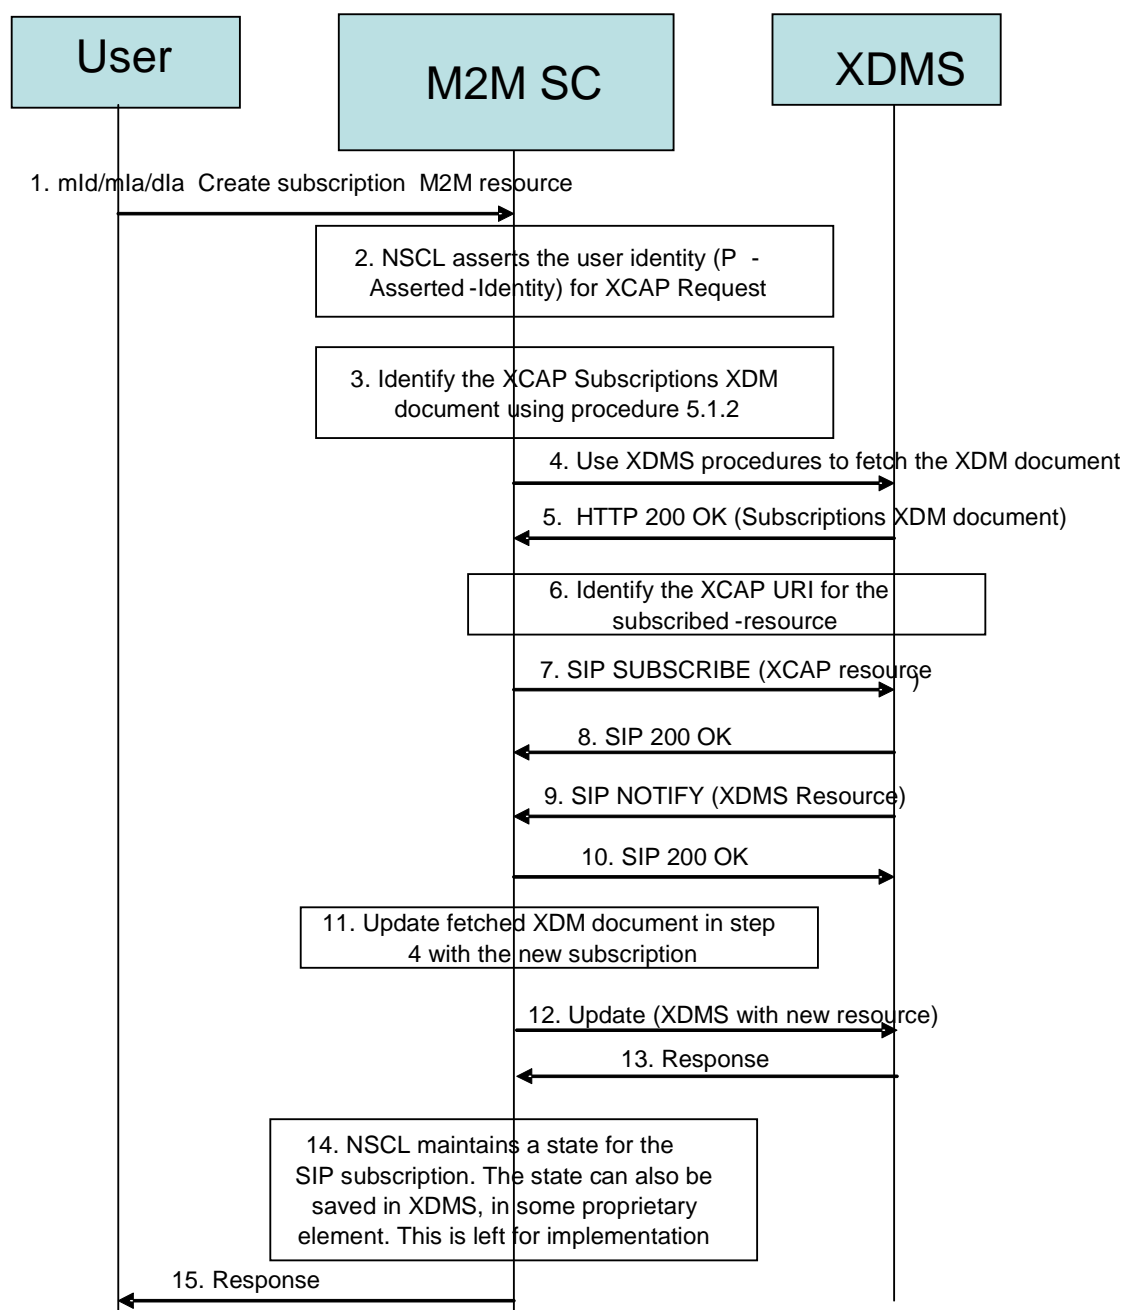 User
M2M SC
XDMS
1. mId/mIa/dIa  Create subscription  M2M resource
2. NSCL asserts the user identity (P  -
Asserted -Identity) for XCAP Request
3. Identify the XCAP Subscriptions XDM
document using procedure 5.1.2
4. Use XDMS procedures to fetch the XDM document
5.  HTTP 200 OK (Subscriptions XDM document)
6. Identify the XCAP URI for the
subscribed -resource
7. SIP SUBSCRIBE (XCAP resource
)
8. SIP 200 OK
9. SIP NOTIFY (XDMS Resource)
10. SIP 200 OK
11. Update fetched XDM document in step
4 with the new subscription
12. Update (XDMS with new resource)
13. Response
14. NSCL maintains a state for the
SIP subscription. The state can also be
saved in XDMS, in some proprietary
element. This is left for implementation
15. Response